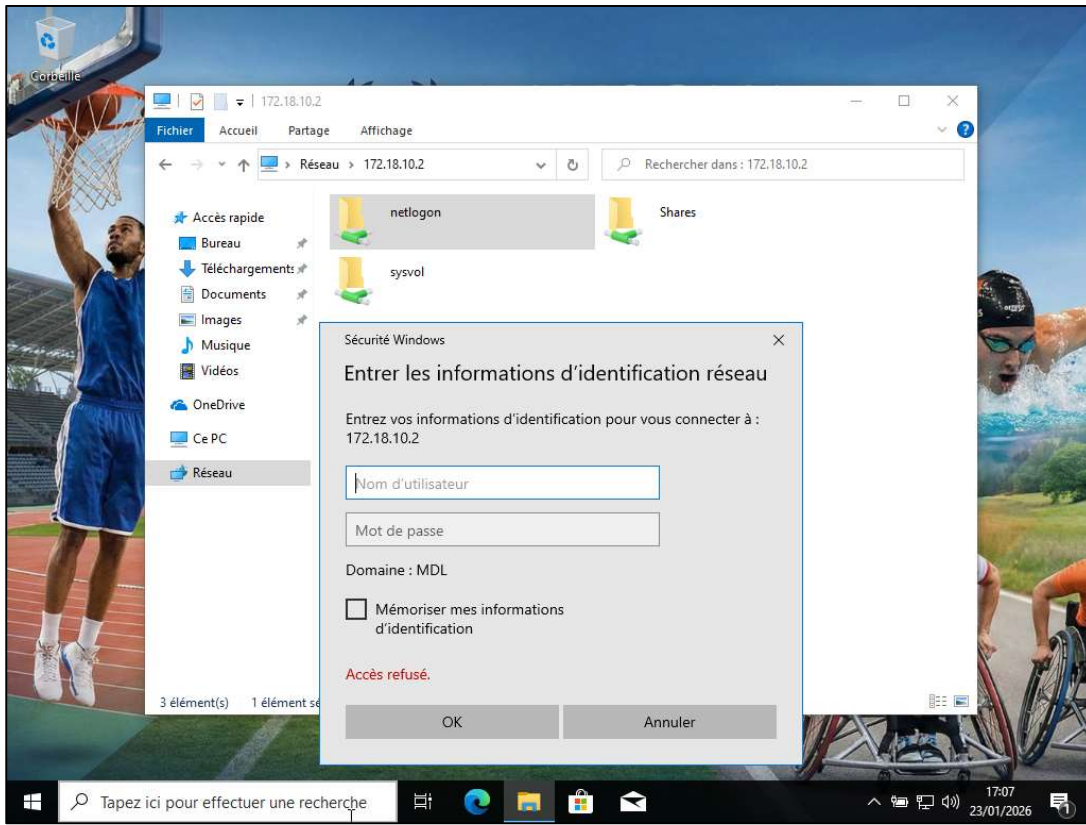 Corbeille
172.18.10.2
Fichier Accueil Partage Affichage
Réseau > 172.18.10.2
Rechercher dans : 172.18.10.2
Accès rapide
Bureau
Téléchargements
Documents
Images
Musique
Vidéos
OneDrive
Ce PC
Réseau
netlogon
Shares
sysvol
Sécurité Windows
Entrer les informations d'identification réseau
Entrez vos informations d'identification pour vous connecter à :
172.18.10.2
Nom d'utilisateur
Mot de passe
Domaine : MDL
Mémoriser mes informations
d'identification
Accès refusé.
OK Annuler
3 élément(s) 1 élément sé
Tapez ici pour effectuer une recherche
17:07
23/01/2026
1